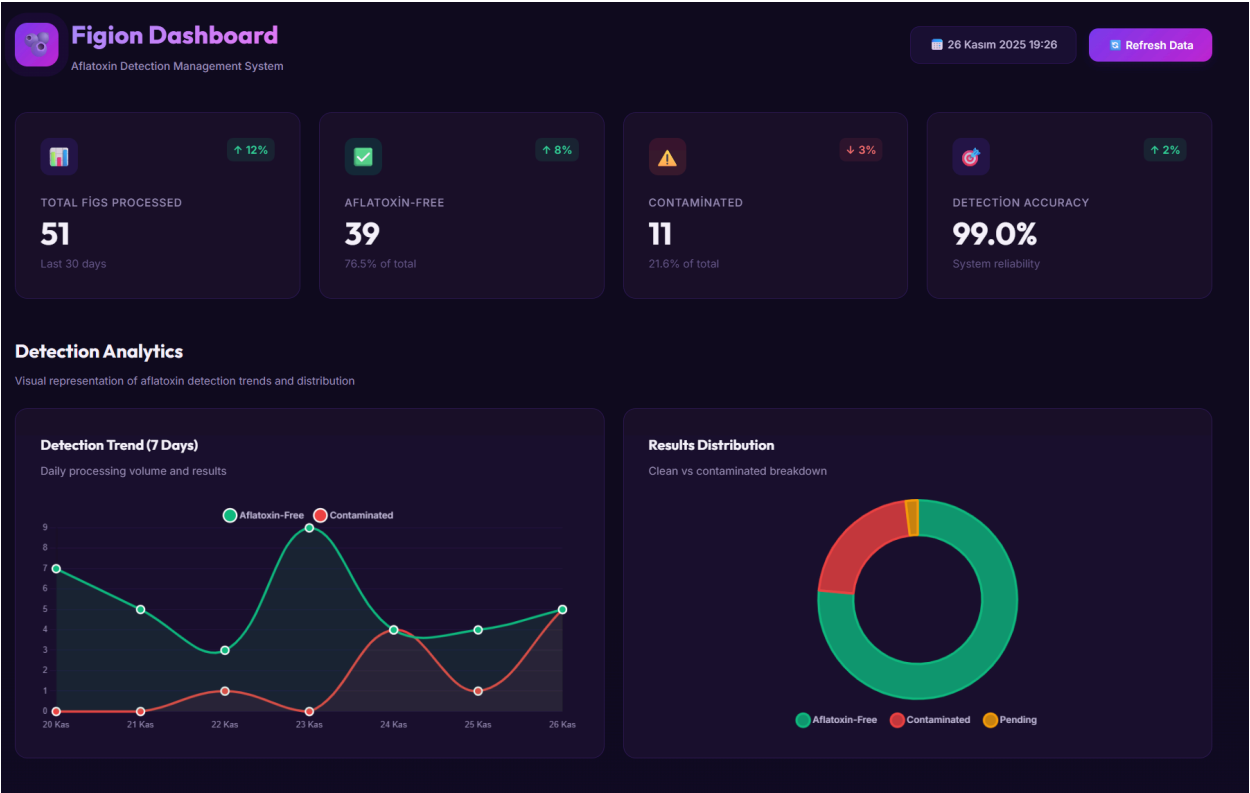 Figion Dashboard
Aflatoxin Detection Management System
26 Kasım 2025 19:26
Refresh Data
↑ 12%
TOTAL FİGS PROCESSED
51
Last 30 days
↑ 8%
AFLATOXİN-FREE
39
76.5% of total
↓ 3%
CONTAMİNATED
11
21.6% of total
↑ 2%
DETECTİON ACCURACY
99.0%
System reliability
Detection Analytics
Visual representation of aflatoxin detection trends and distribution
Detection Trend (7 Days)
Daily processing volume and results
Aflatoxin-Free Contaminated
9
8
7
6
5
4
3
2
1
0
20 Kas 21 Kas 22 Kas 23 Kas 24 Kas 25 Kas 26 Kas
Results Distribution
Clean vs contaminated breakdown
Aflatoxin-Free Contaminated Pending